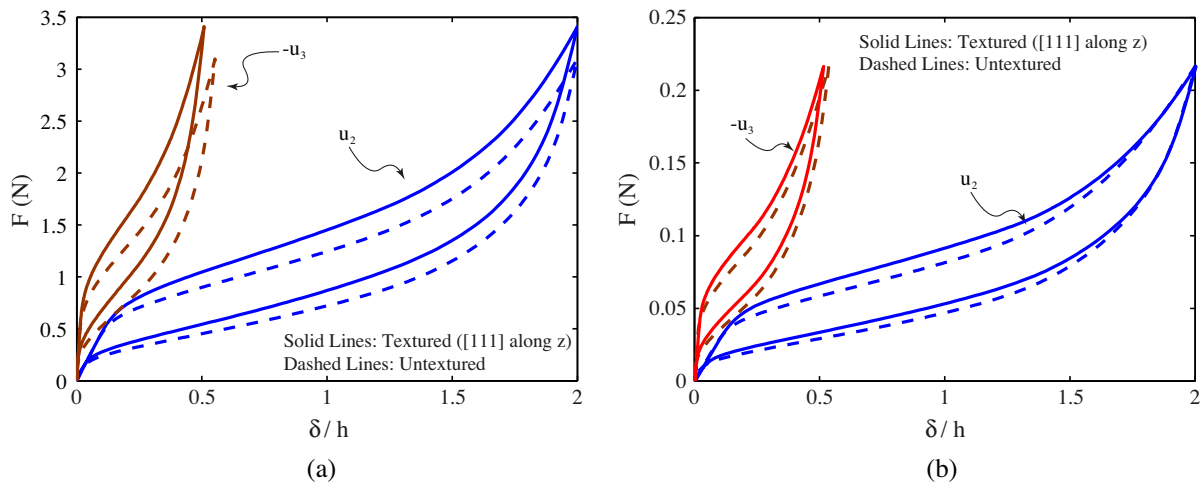 3.5
3
2.5
2
1.5
1
0.5
0
F (N)
-u3
u2
Solid Lines: Textured ([111] along z)
Dashed Lines: Untextured
0
0.5
1
1.5
2
δ / h
(a)
0.25
0.2
0.15
0.1
0.05
0
F (N)
Solid Lines: Textured ([111] along z)
Dashed Lines: Untextured
-u3
u2
0
0.5
1
1.5
2
δ / h
(b)